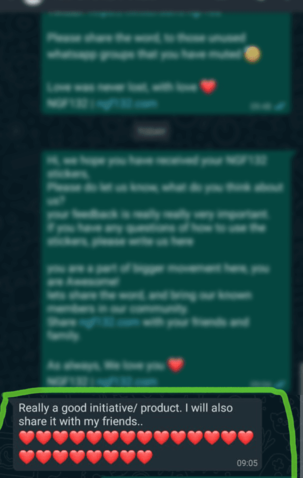 Please share the word, to those unused
whatsapp groups that you have muted
Love was never lost, with love ❤️
NGF132 | ngf132.com
Hi, we hope you have received your NGF132
stickers,
Please do let us know, what do you think about
us?
your feedback is really really very important.
if you have any questions of how to use the
stickers, please write us here
you are a part of bigger movement here, you
are Awesome!
lets share the word, and bring our known
members in our community.
Share ngf132.com with your friends and
family.
As always, We love you ❤️
NGF132 | ngf132.com
Really a good initiative/ product. I will also
share it with my friends..
❤️❤️❤️❤️❤️❤️❤️❤️❤️❤️❤️❤️❤️❤️
❤️❤️❤️❤️❤️❤️❤️❤️
09:05